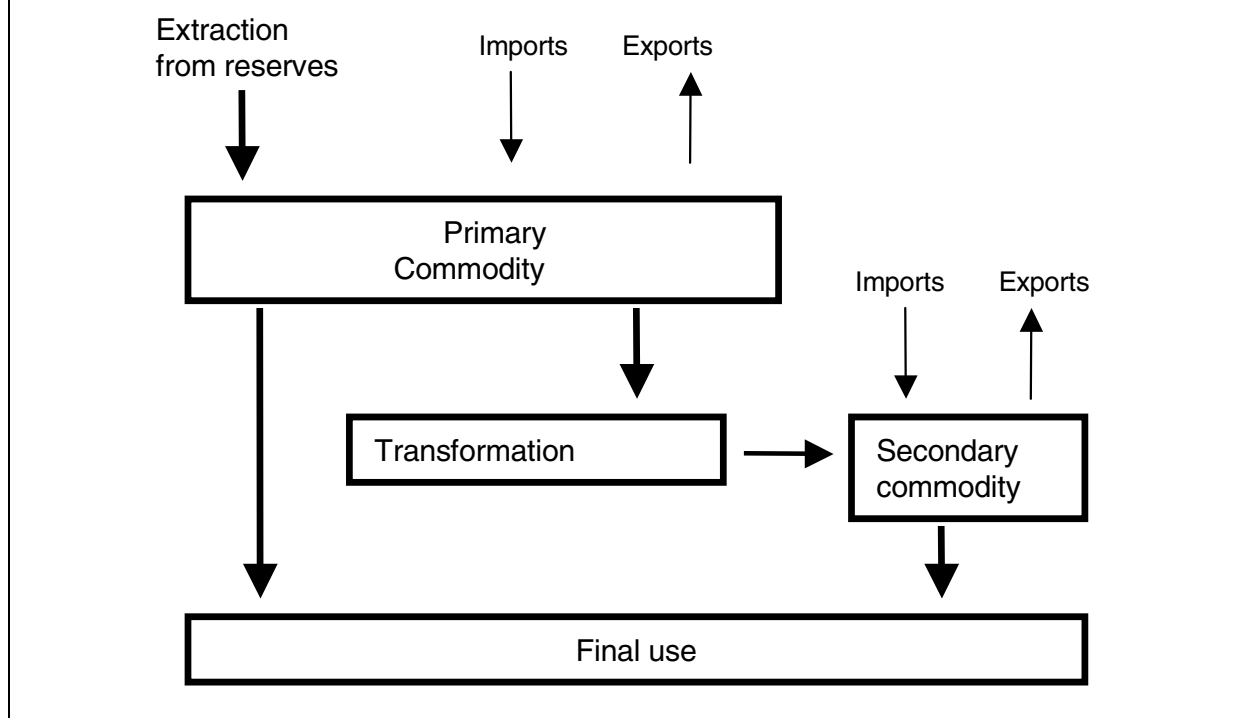 Extraction
from reserves
Imports
Exports
Primary
Commodity
Imports
Exports
Transformation
Secondary
commodity
Final use